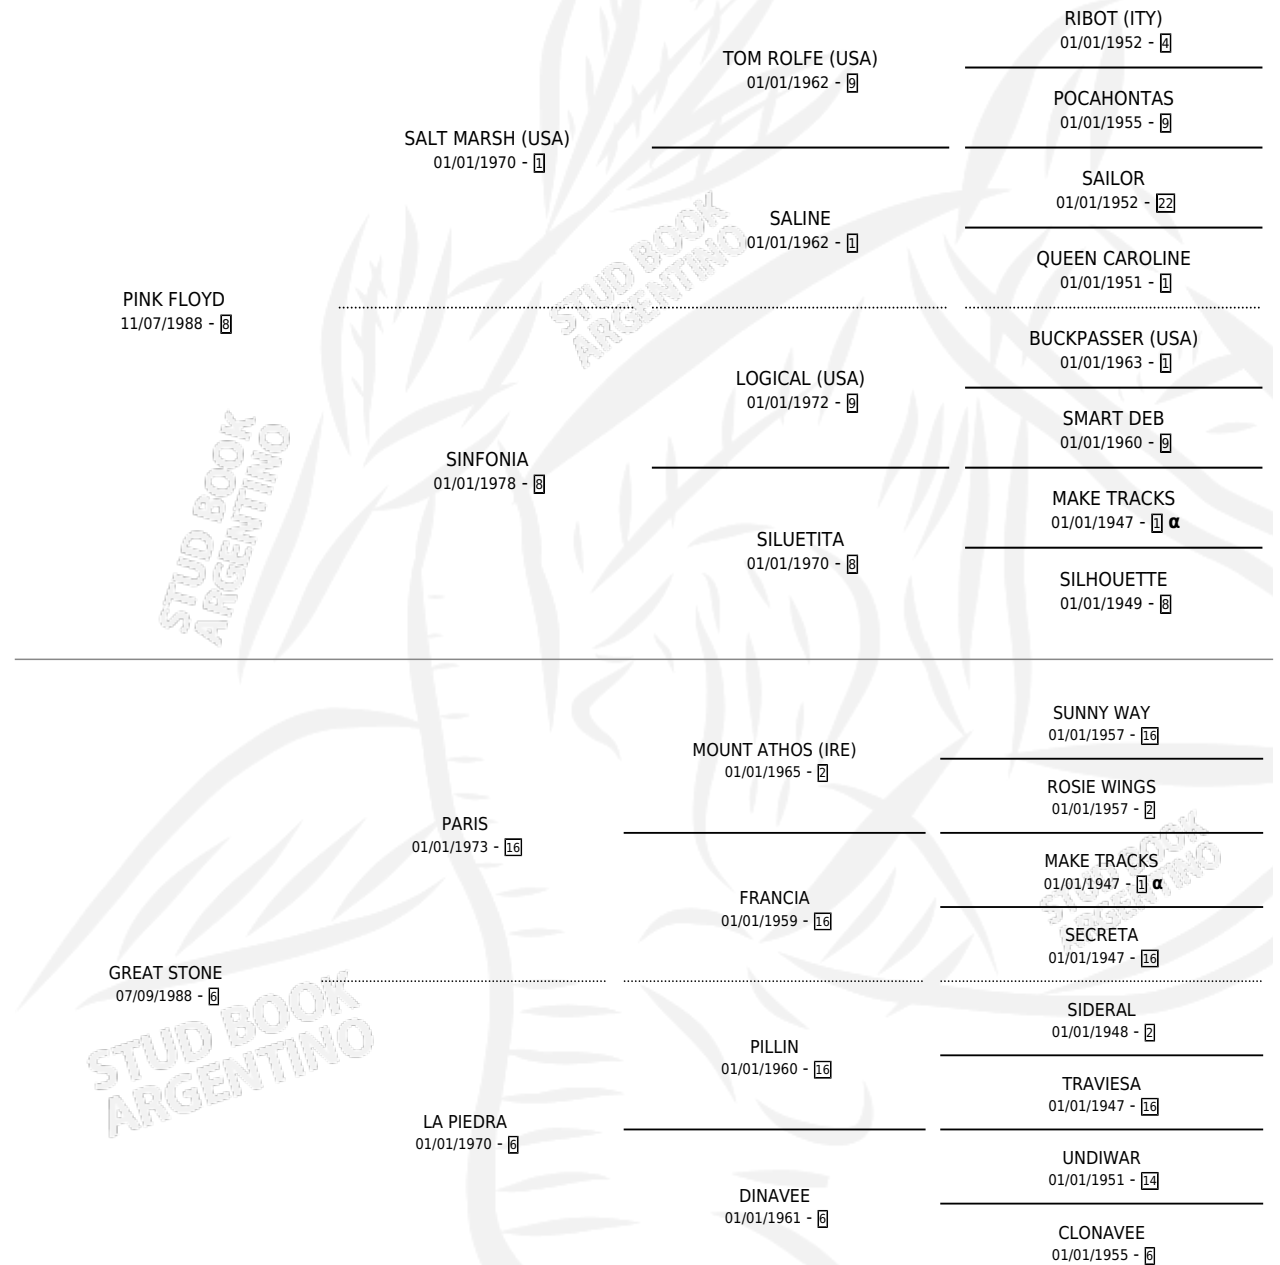 PINK FLOYD
11/07/1988 - 8
SALT MARSH (USA)
01/01/1970 - 1
SINFONIA
01/01/1978 - 8
TOM ROLFE (USA)
01/01/1962 - 9
SALINE
01/01/1962 - 1
LOGICAL (USA)
01/01/1972 - 9
SILUETITA
01/01/1970 - 8
RIBOT (ITY)
01/01/1952 - 4
POCAHONTAS
01/01/1955 - 9
SAILOR
01/01/1952 - 22
QUEEN CAROLINE
01/01/1951 - 1
BUCKPASSER (USA)
01/01/1963 - 1
SMART DEB
01/01/1960 - 9
MAKE TRACKS
01/01/1947 - 1 α
SILHOUETTE
01/01/1949 - 8
GREAT STONE
07/09/1988 - 6
PARIS
01/01/1973 - 16
LA PIEDRA
01/01/1970 - 6
MOUNT ATHOS (IRE)
01/01/1965 - 2
FRANCIA
01/01/1959 - 16
PILLIN
01/01/1960 - 16
DINAVEE
01/01/1961 - 6
SUNNY WAY
01/01/1957 - 16
ROSIE WINGS
01/01/1957 - 2
MAKE TRACKS
01/01/1947 - 1 α
SECRETA
01/01/1947 - 16
SIDERAL
01/01/1948 - 2
TRAVIESA
01/01/1947 - 16
UNDIWAR
01/01/1951 - 14
CLONAVEE
01/01/1955 - 6
STUD BOOK
ARGENTINO
STUD BOOK
ARGENTINO
STUD BOOK
ARGENTINO
STUD BOOK
ARGENTINO